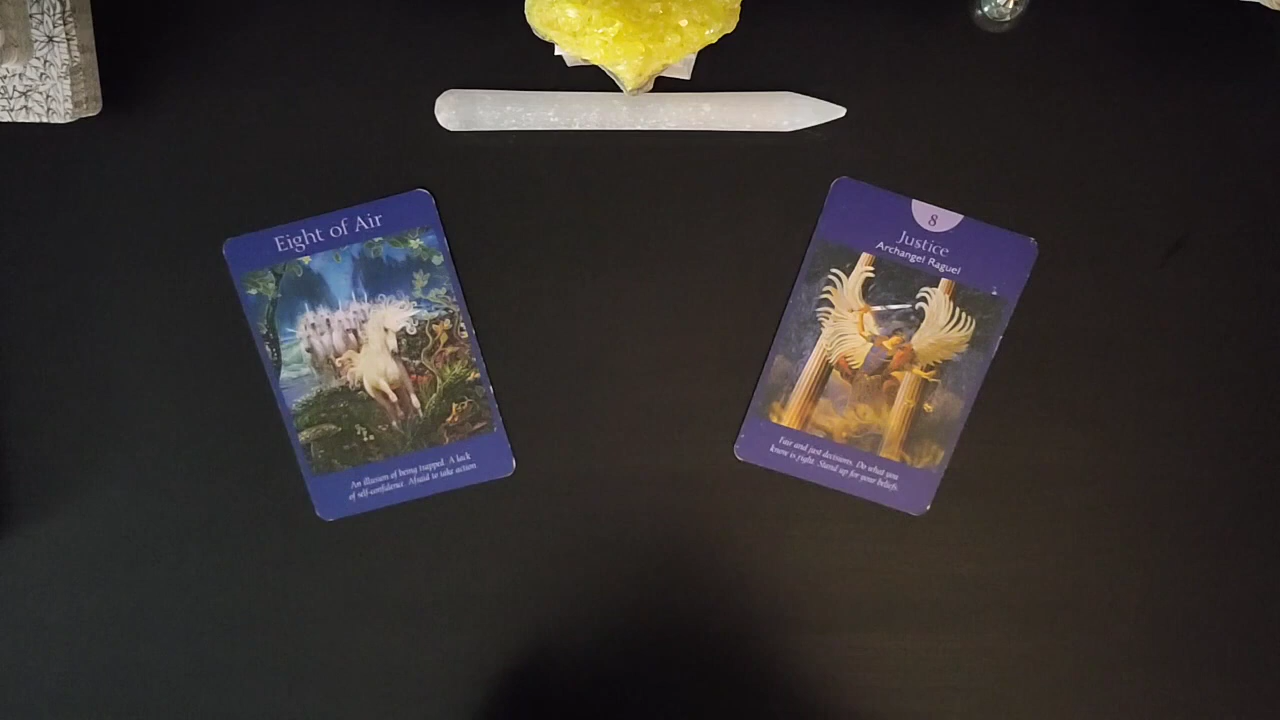 Eight of Air
An illusion of being trapped. A lack
of self-confidence. Afraid to take action.
8
Justice
Archangel Raguel
Fair and just decisions. Do what you
know is right. Stand up for your beliefs.